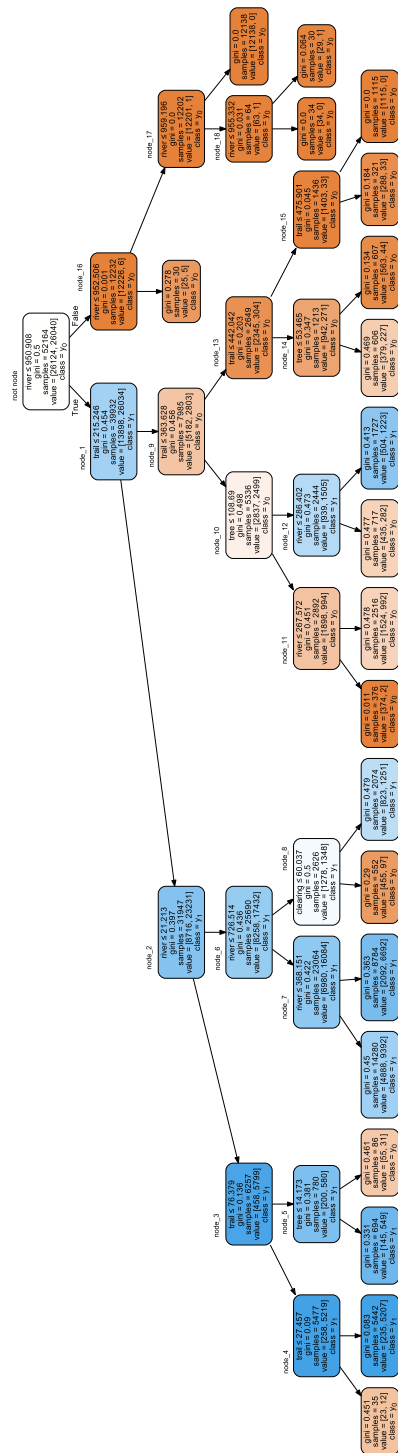 root node
river ≤ 950.908
gini = 0.5
samples = 52164
value = [26124, 26040]
class = y0
True
False
node_1
trail ≤ 215.246
gini = 0.454
samples = 39932
value = [13898, 26034]
class = y1
node_16
river ≤ 952.506
gini = 0.001
samples = 12232
value = [12226, 6]
class = y0
node_2
river ≤ 21.213
gini = 0.397
samples = 31947
value = [8716, 23231]
class = y1
node_9
trail ≤ 363.628
gini = 0.456
samples = 7985
value = [5182, 2803]
class = y0
gini = 0.278
samples = 30
value = [25, 5]
class = y0
node_17
river ≤ 959.196
gini = 0.0
samples = 12202
value = [12201, 1]
class = y0
node_3
trail ≤ 76.379
gini = 0.136
samples = 6257
value = [458, 5799]
class = y1
node_6
river ≤ 726.514
gini = 0.436
samples = 25690
value = [8258, 17432]
class = y1
node_10
tree ≤ 108.69
gini = 0.498
samples = 5336
value = [2837, 2499]
class = y0
node_13
trail ≤ 442.042
gini = 0.203
samples = 2649
value = [2345, 304]
class = y0
node_18
river ≤ 955.332
gini = 0.031
samples = 64
value = [63, 1]
class = y0
gini = 0.0
samples = 12138
value = [12138, 0]
class = y0
node_4
trail ≤ 27.457
gini = 0.09
samples = 5477
value = [258, 5219]
class = y1
node_5
tree ≤ 14.173
gini = 0.381
samples = 780
value = [200, 580]
class = y1
node_7
river ≤ 368.151
gini = 0.422
samples = 23064
value = [6980, 16084]
class = y1
node_8
clearing ≤ 60.037
gini = 0.5
samples = 2626
value = [1278, 1348]
class = y1
node_11
river ≤ 267.572
gini = 0.451
samples = 2892
value = [1898, 994]
class = y0
node_12
river ≤ 286.402
gini = 0.473
samples = 2444
value = [939, 1505]
class = y1
node_14
tree ≤ 53.455
gini = 0.347
samples = 1213
value = [942, 271]
class = y0
node_15
trail ≤ 475.901
gini = 0.045
samples = 1436
value = [1403, 33]
class = y0
gini = 0.0
samples = 34
value = [34, 0]
class = y0
gini = 0.064
samples = 30
value = [29, 1]
class = y0
gini = 0.451
samples = 35
value = [23, 12]
class = y0
gini = 0.083
samples = 5442
value = [235, 5207]
class = y1
gini = 0.331
samples = 694
value = [145, 549]
class = y1
gini = 0.461
samples = 86
value = [55, 31]
class = y0
gini = 0.45
samples = 14280
value = [4888, 9392]
class = y1
gini = 0.363
samples = 8784
value = [2092, 6692]
class = y1
gini = 0.29
samples = 552
value = [455, 97]
class = y0
gini = 0.479
samples = 2074
value = [823, 1251]
class = y1
gini = 0.011
samples = 376
value = [374, 2]
class = y0
gini = 0.478
samples = 2516
value = [1524, 992]
class = y0
gini = 0.477
samples = 717
value = [435, 282]
class = y0
gini = 0.413
samples = 1727
value = [504, 1223]
class = y1
gini = 0.469
samples = 606
value = [379, 227]
class = y0
gini = 0.134
samples = 607
value = [563, 44]
class = y0
gini = 0.184
samples = 321
value = [288, 33]
class = y0
gini = 0.0
samples = 1115
value = [1115, 0]
class = y0